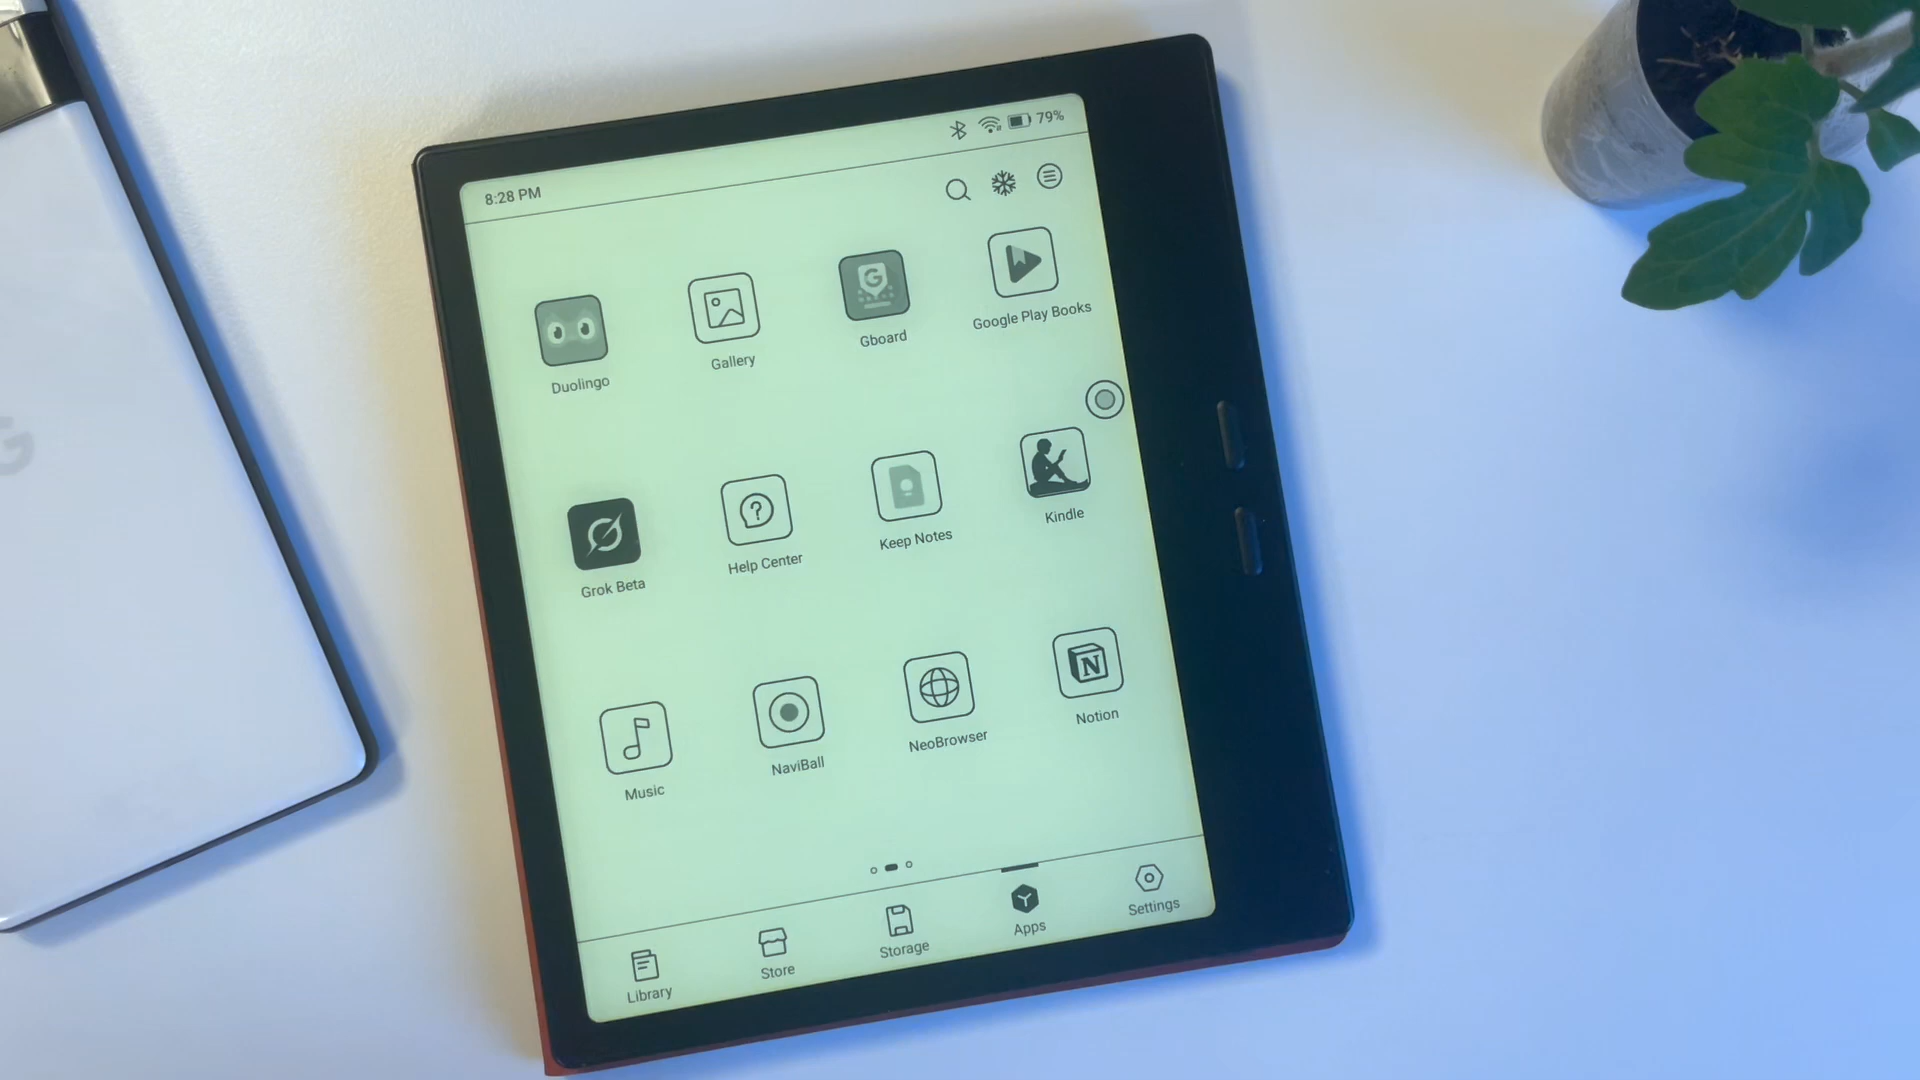 8:28 PM
79%
Duolingo
Gallery
Gboard
Google Play Books
Grok Beta
Help Center
Keep Notes
Kindle
Music
NaviBall
NeoBrowser
Notion
Library
Store
Storage
Apps
Settings
G